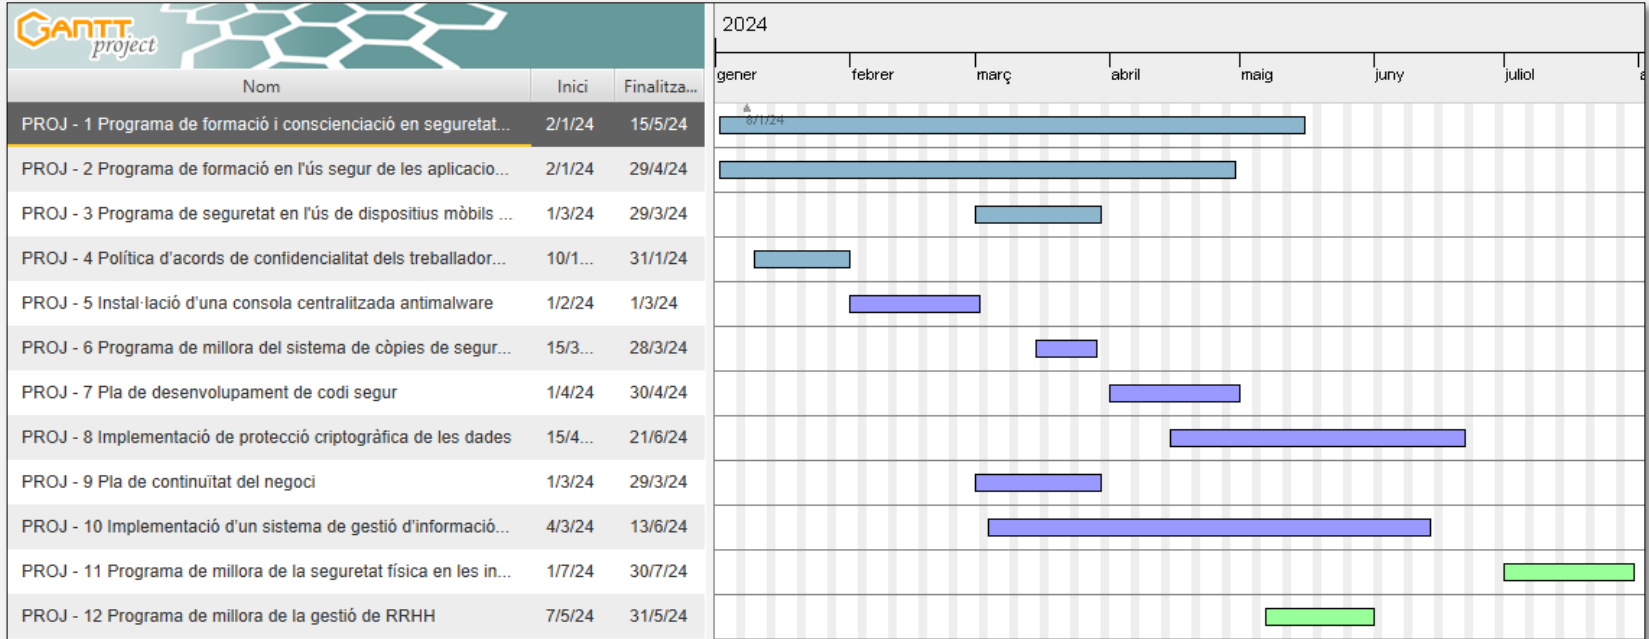 GANTT
project
2024
gener febrer març abril maig juny juliol a
Nom Inici Finalitza...
8/1/24
PROJ - 1 Programa de formació i conscienciació en seguretat... 2/1/24 15/5/24
PROJ - 2 Programa de formació en l'ús segur de les aplicacio... 2/1/24 29/4/24
PROJ - 3 Programa de seguretat en l'ús de dispositius mòbils ... 1/3/24 29/3/24
PROJ - 4 Política d’acords de confidencialitat dels treballador... 10/1... 31/1/24
PROJ - 5 Instal·lació d’una consola centralitzada antimalware 1/2/24 1/3/24
PROJ - 6 Programa de millora del sistema de còpies de segur... 15/3... 28/3/24
PROJ - 7 Pla de desenvolupament de codi segur 1/4/24 30/4/24
PROJ - 8 Implementació de protecció criptogràfica de les dades 15/4... 21/6/24
PROJ - 9 Pla de continuïtat del negoci 1/3/24 29/3/24
PROJ - 10 Implementació d’un sistema de gestió d’informació... 4/3/24 13/6/24
PROJ - 11 Programa de millora de la seguretat física en les in... 1/7/24 30/7/24
PROJ - 12 Programa de millora de la gestió de RRHH 7/5/24 31/5/24